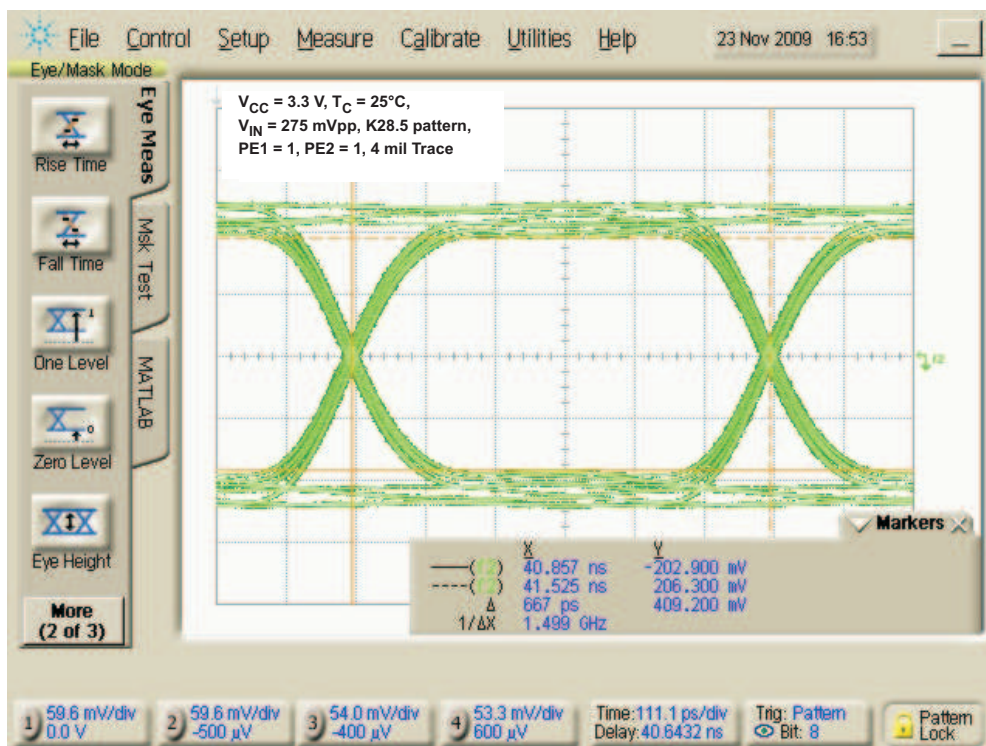 File Control Setup Measure Calibrate Utilities Help 23 Nov 2009 16:53
Eye/Mask Mode
Eye Meas
Msk Test
MATLAB
Rise Time
Fall Time
One Level
Zero Level
Eye Height
More
(2 of 3)
VCC = 3.3 V, TC = 25°C,
VIN = 275 mVpp, K28.5 pattern,
PE1 = 1, PE2 = 1, 4 mil Trace
Markers
X Y
40.857 ns -202.900 mV
41.525 ns 206.300 mV
Δ 667 ps 409.200 mV
1/ΔX 1.499 GHz
1) 59.6 mV/div
0.0 V
2) 59.6 mV/div
-500 µV
3) 54.0 mV/div
-400 µV
4) 53.3 mV/div
600 µV
Time:111.1 ps/div
Delay:40.6432 ns
Trig: Pattern
Bit: 8
Pattern
Lock